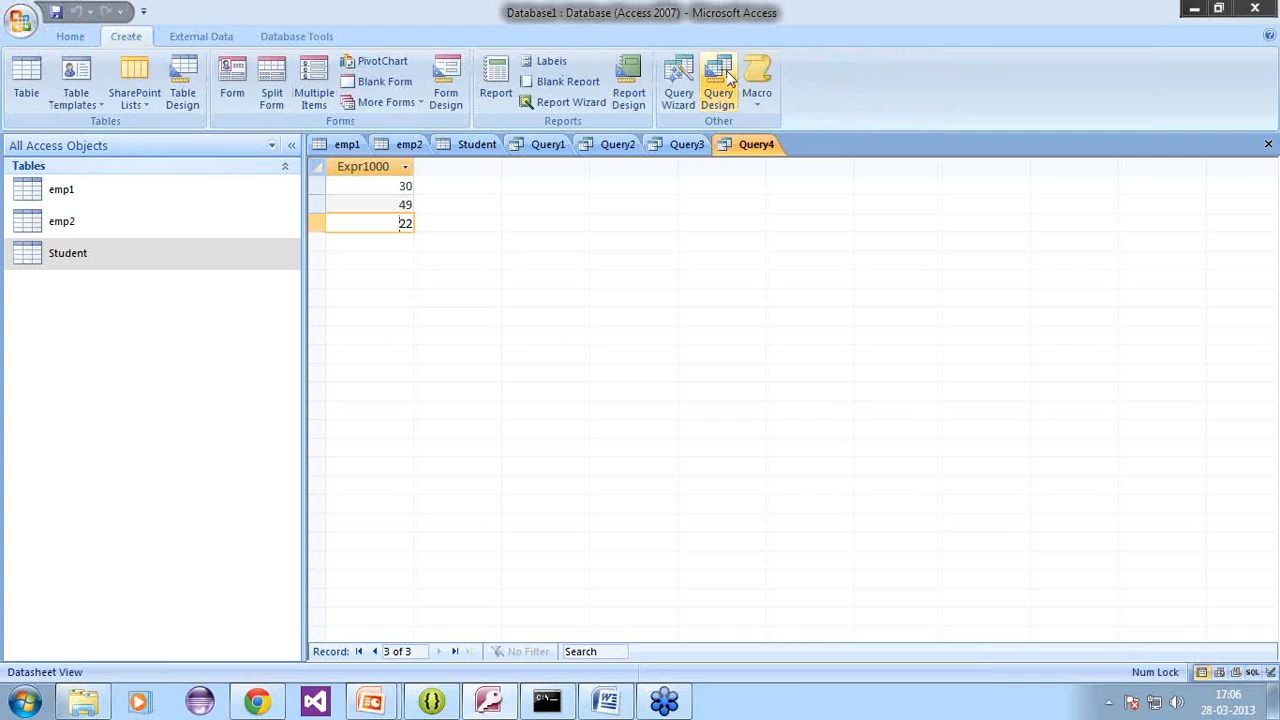 Database1 : Database (Access 2007) - Microsoft Access
Home Create External Data Database Tools
Table
Table Templates
SharePoint Lists
Table Design
Tables
Form
Split Form
Multiple Items
PivotChart
Blank Form
More Forms
Form Design
Forms
Report
Labels
Blank Report
Report Wizard
Report Design
Reports
Query Wizard
Query Design
Macro
Other
All Access Objects
Tables
emp1
emp2
Student
emp1 emp2 Student Query1 Query2 Query3 Query4
Expr1000
30
49
22
Record: 3 of 3 No Filter Search
Datasheet View
Num Lock
SQL
17:06
28-03-2013